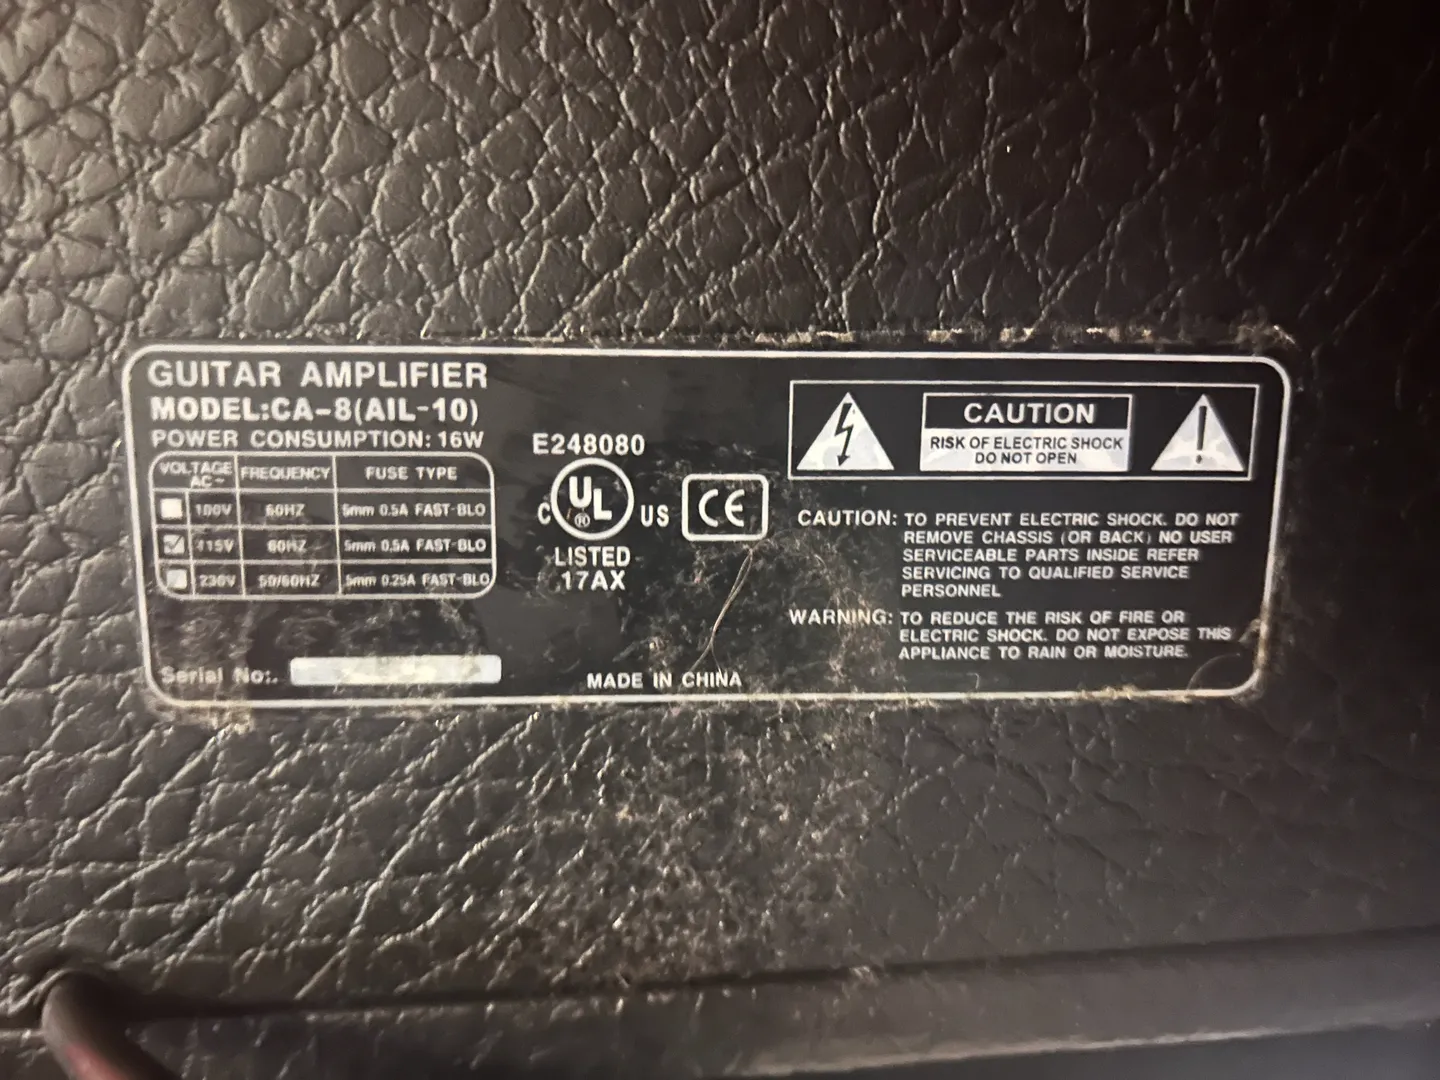 GUITAR AMPLIFIER
MODEL:CA-8(AIL-10)
POWER CONSUMPTION: 16W
VOLTAGE AC~ FREQUENCY FUSE TYPE
100V 60HZ 5mm 0.5A FAST-BLO
115V 60HZ 5mm 0.5A FAST-BLO
230V 50/60HZ 5mm 0.25A FAST-BLO
Serial No:.
E248080
C UL ® US
LISTED
17AX
CE
MADE IN CHINA
CAUTION
RISK OF ELECTRIC SHOCK
DO NOT OPEN
CAUTION: TO PREVENT ELECTRIC SHOCK. DO NOT
REMOVE CHASSIS (OR BACK) NO USER
SERVICEABLE PARTS INSIDE REFER
SERVICING TO QUALIFIED SERVICE
PERSONNEL
WARNING: TO REDUCE THE RISK OF FIRE OR
ELECTRIC SHOCK. DO NOT EXPOSE THIS
APPLIANCE TO RAIN OR MOISTURE.